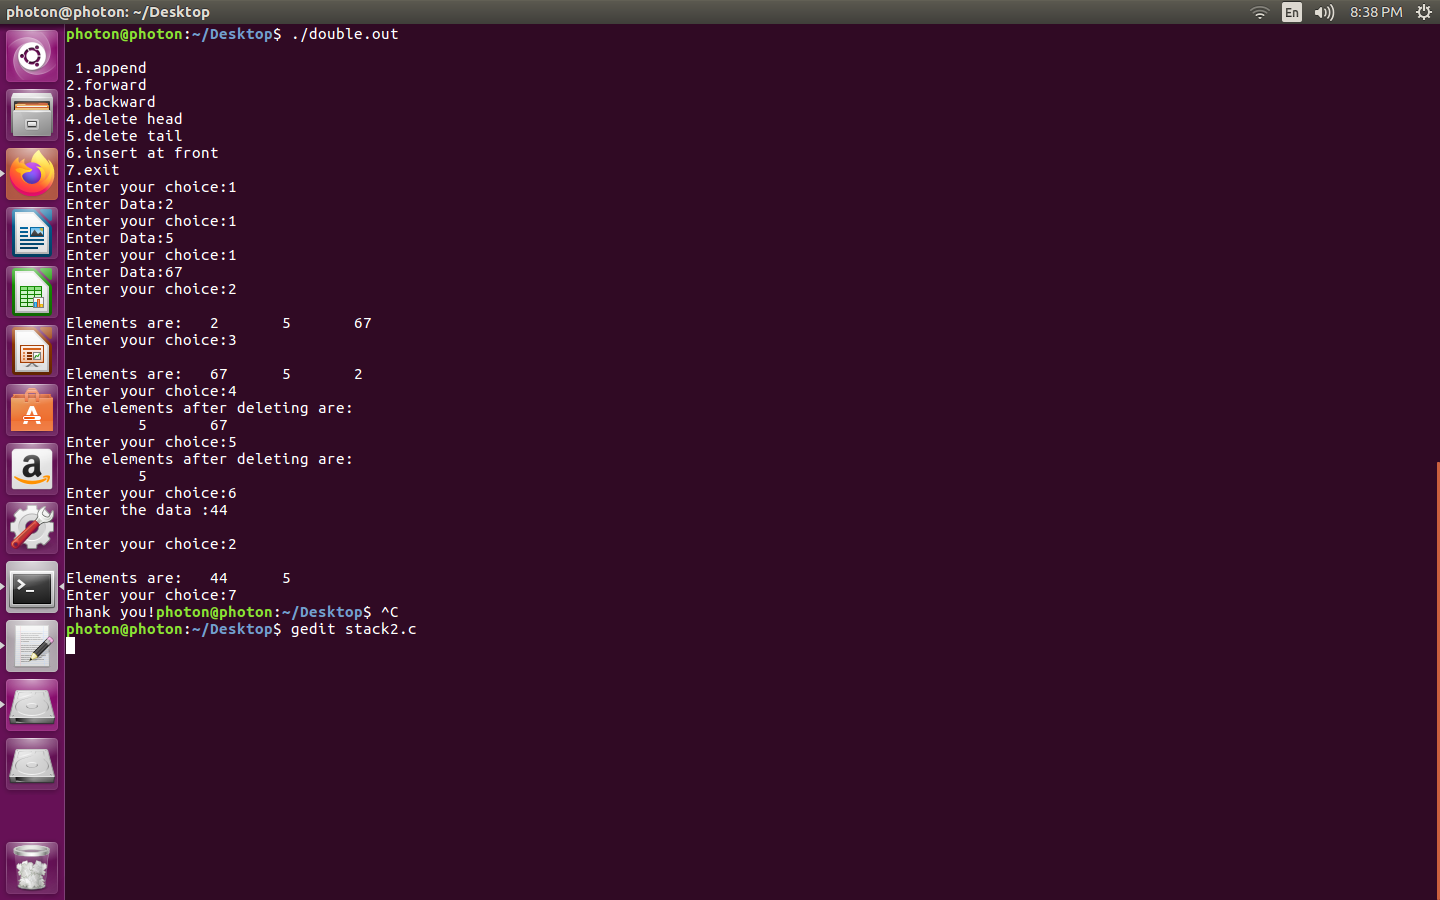 photon@photon: ~/Desktop En 8:38 PM
photon@photon:~/Desktop$ ./double.out
1.append
2.forward
3.backward
4.delete head
5.delete tail
6.insert at front
7.exit
Enter your choice:1
Enter Data:2
Enter your choice:1
Enter Data:5
Enter your choice:1
Enter Data:67
Enter your choice:2
Elements are:   2       5       67
Enter your choice:3
Elements are:   67      5       2
Enter your choice:4
The elements after deleting are:
        5       67
Enter your choice:5
The elements after deleting are:
        5
Enter your choice:6
Enter the data :44
Enter your choice:2
Elements are:   44      5
Enter your choice:7
Thank you!photon@photon:~/Desktop$ ^C
photon@photon:~/Desktop$ gedit stack2.c